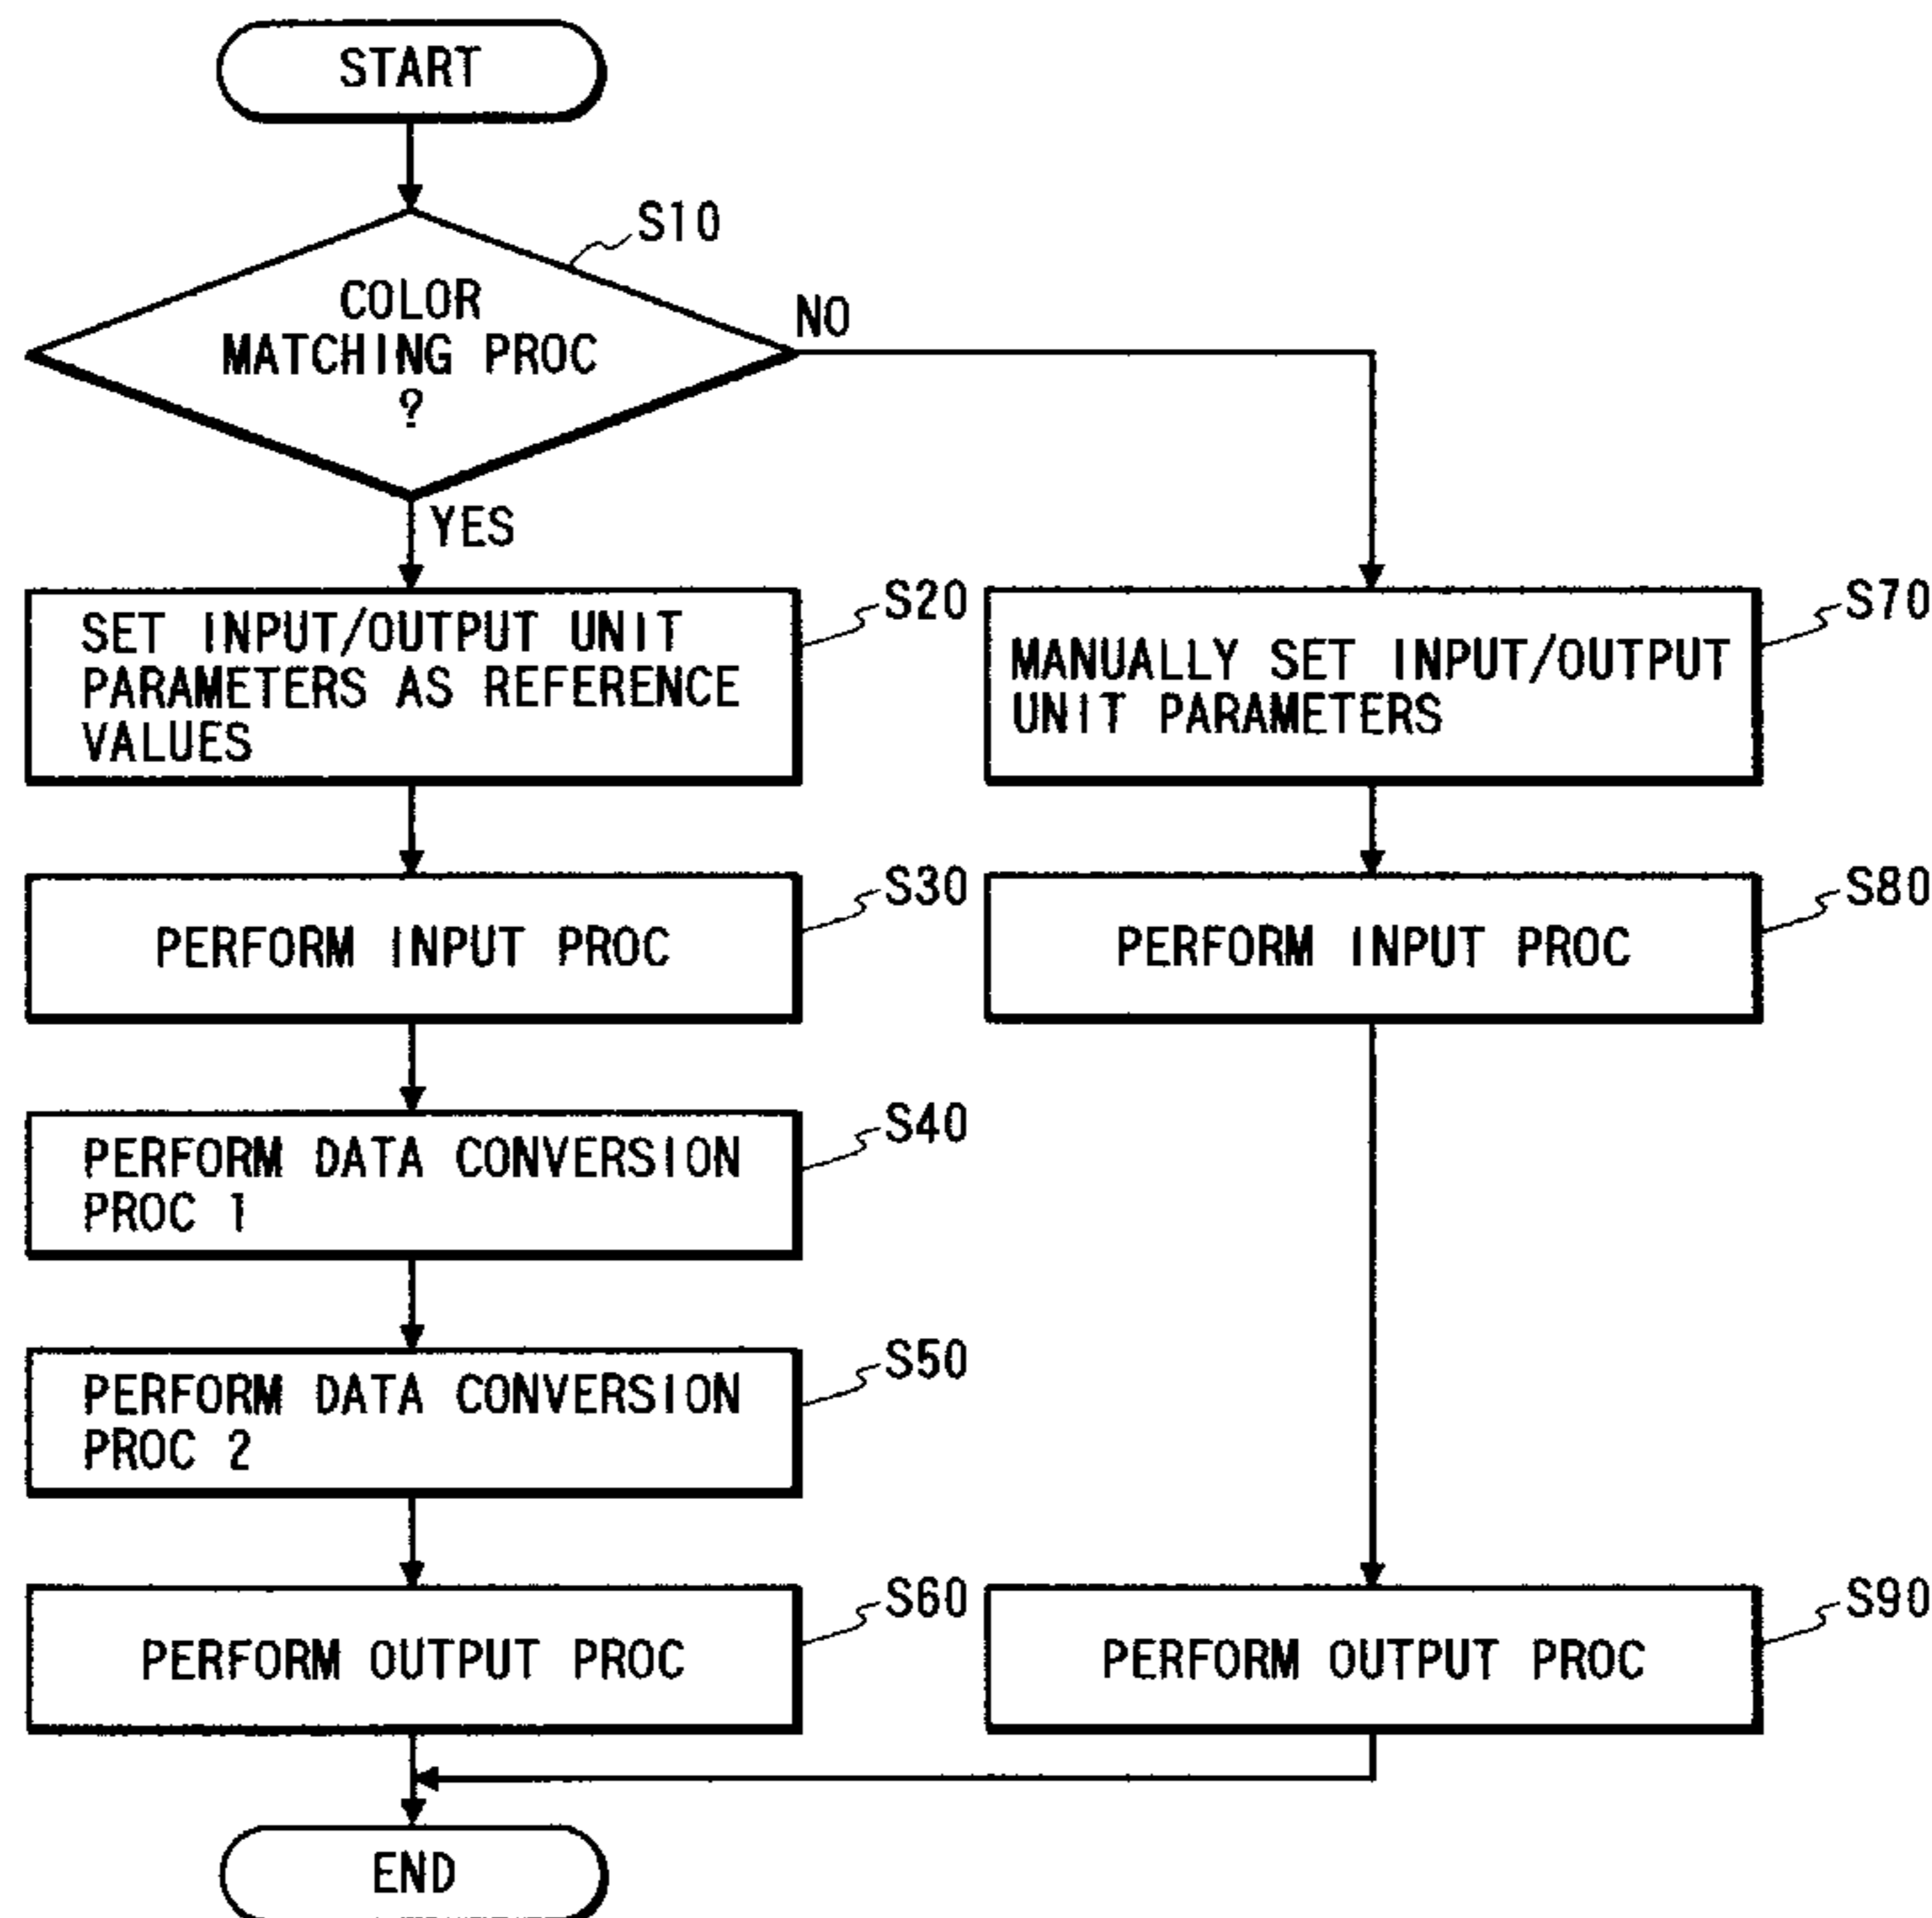 START
S10
COLOR
MATCHING PROC
?
NO
YES
S20
SET INPUT/OUTPUT UNIT
PARAMETERS AS REFERENCE
VALUES
S70
MANUALLY SET INPUT/OUTPUT
UNIT PARAMETERS
S30
PERFORM INPUT PROC
S80
PERFORM INPUT PROC
S40
PERFORM DATA CONVERSION
PROC 1
S50
PERFORM DATA CONVERSION
PROC 2
S60
PERFORM OUTPUT PROC
S90
PERFORM OUTPUT PROC
END